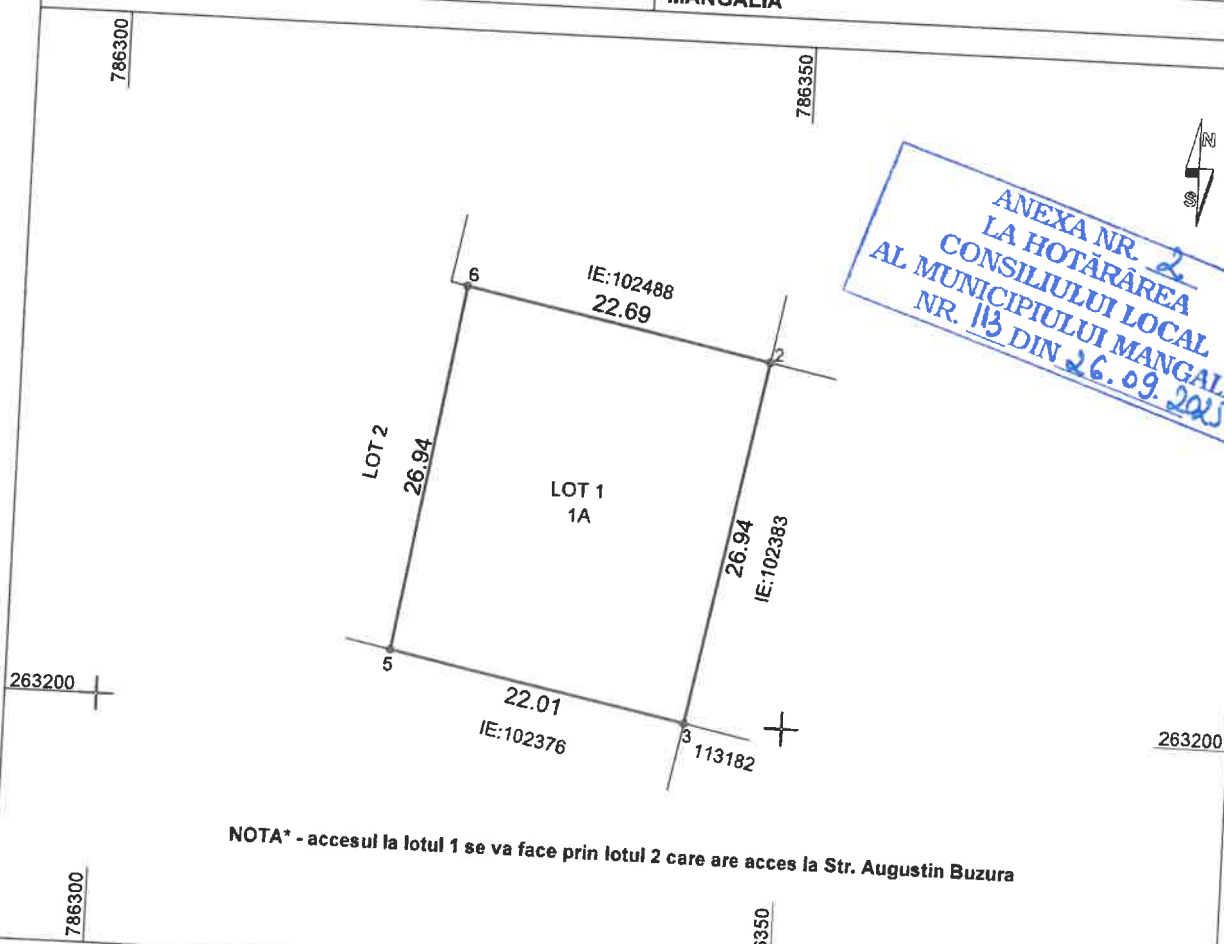 MANGALIA
786300
786350
N
S
ANEXA NR. 2
LA HOTĂRÂREA
CONSILIULUI LOCAL
AL MUNICIPIULUI MANGALI
NR. 113 DIN 26.09.2025
6
IE:102488
22.69
2
LOT 2
26.94
LOT 1
1A
26.94
IE:102383
5
263200
22.01
IE:102376
3
113182
263200
NOTA* - accesul la lotul 1 se va face prin lotul 2 care are acces la Str. Augustin Buzura
786300
6350